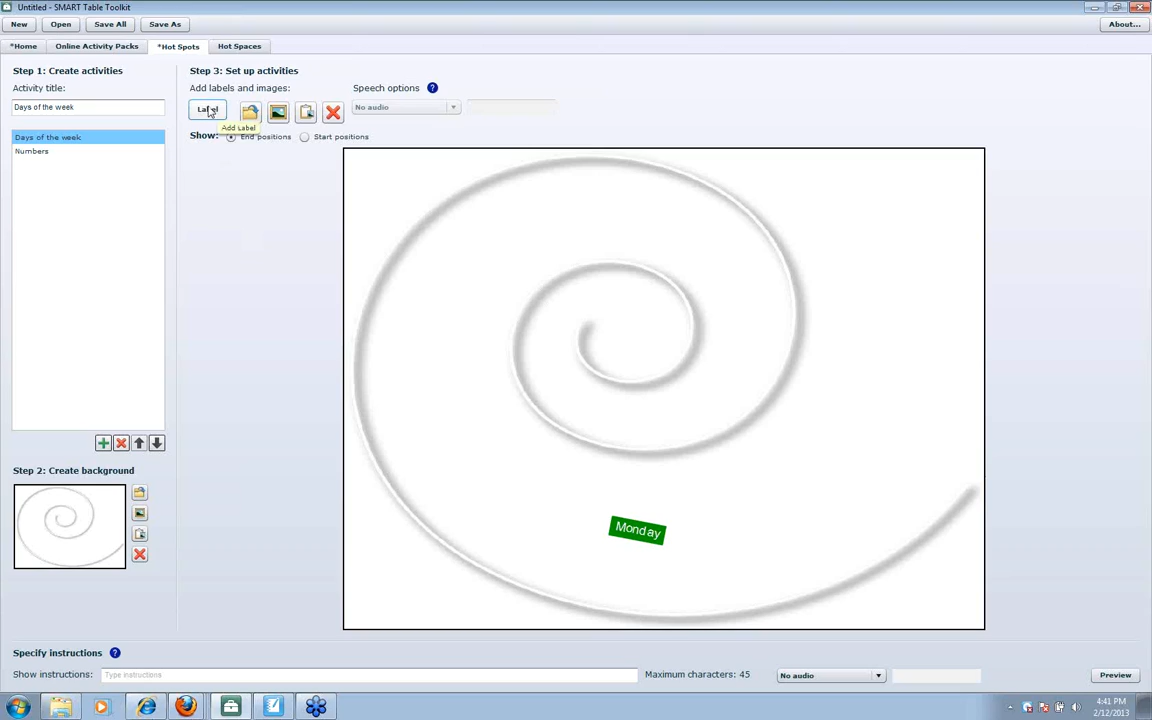 Untitled - SMART Table Toolkit
New Open Save All Save As About...
*Home Online Activity Packs *Hot Spots Hot Spaces
Step 1: Create activities
Activity title:
Days of the week
Days of the week
Numbers
Step 2: Create background
Step 3: Set up activities
Add labels and images: Speech options ?
Label No audio
Add Label
Show: End positions Start positions
Monday
Specify instructions ?
Show instructions: Type instructions Maximum characters: 45 No audio Preview
4:41 PM
2/12/2013